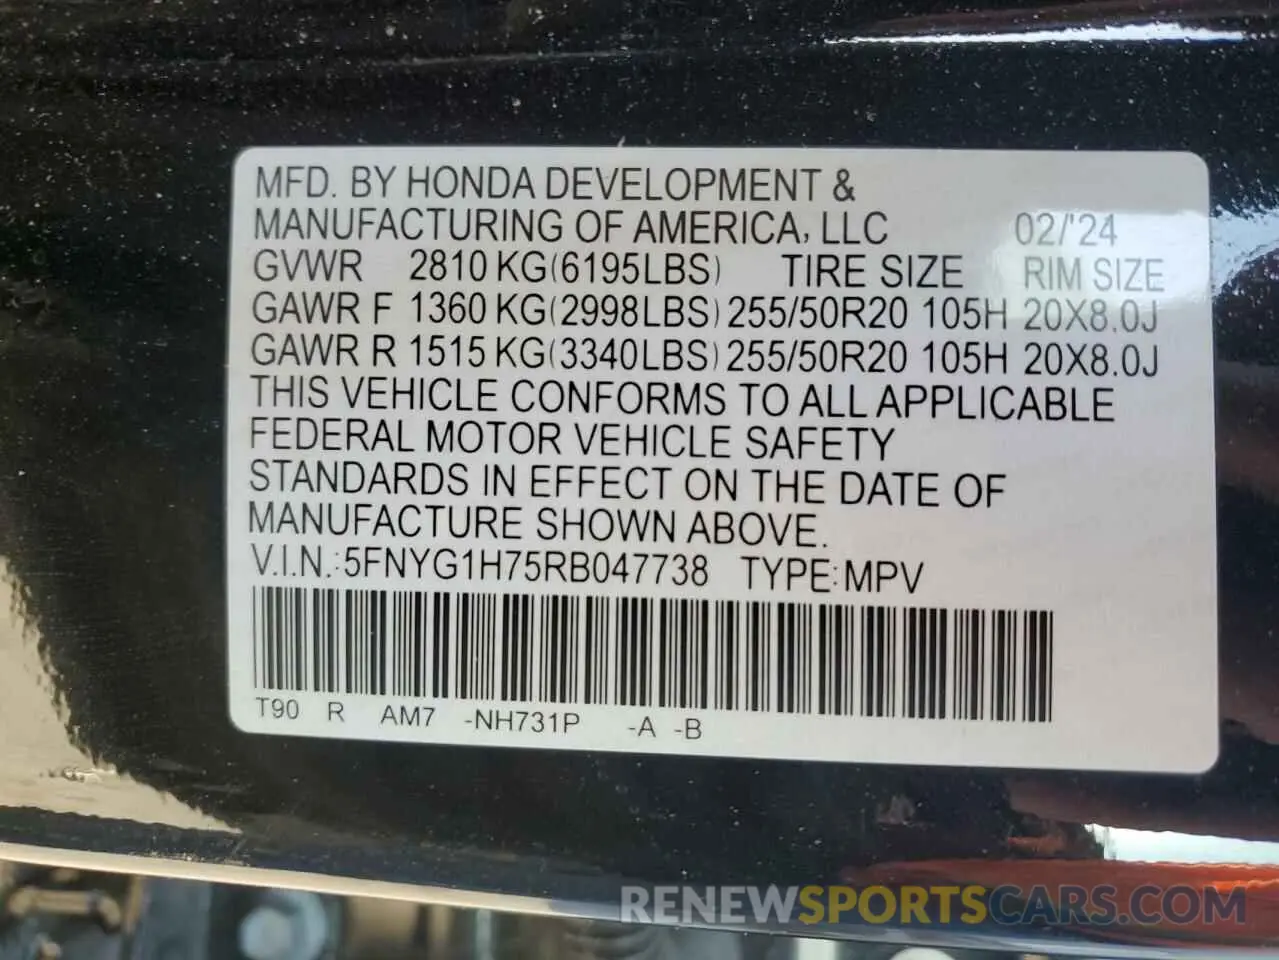 MFD. BY HONDA DEVELOPMENT &
MANUFACTURING OF AMERICA, LLC 02/'24
GVWR 2810 KG(6195LBS) TIRE SIZE RIM SIZE
GAWR F 1360 KG(2998LBS) 255/50R20 105H 20X8.0J
GAWR R 1515 KG(3340LBS) 255/50R20 105H 20X8.0J
THIS VEHICLE CONFORMS TO ALL APPLICABLE
FEDERAL MOTOR VEHICLE SAFETY
STANDARDS IN EFFECT ON THE DATE OF
MANUFACTURE SHOWN ABOVE.
V.I.N.:5FNYG1H75RB047738 TYPE:MPV
T90 R AM7 -NH731P -A -B
RENEWSPORTSCARS.COM